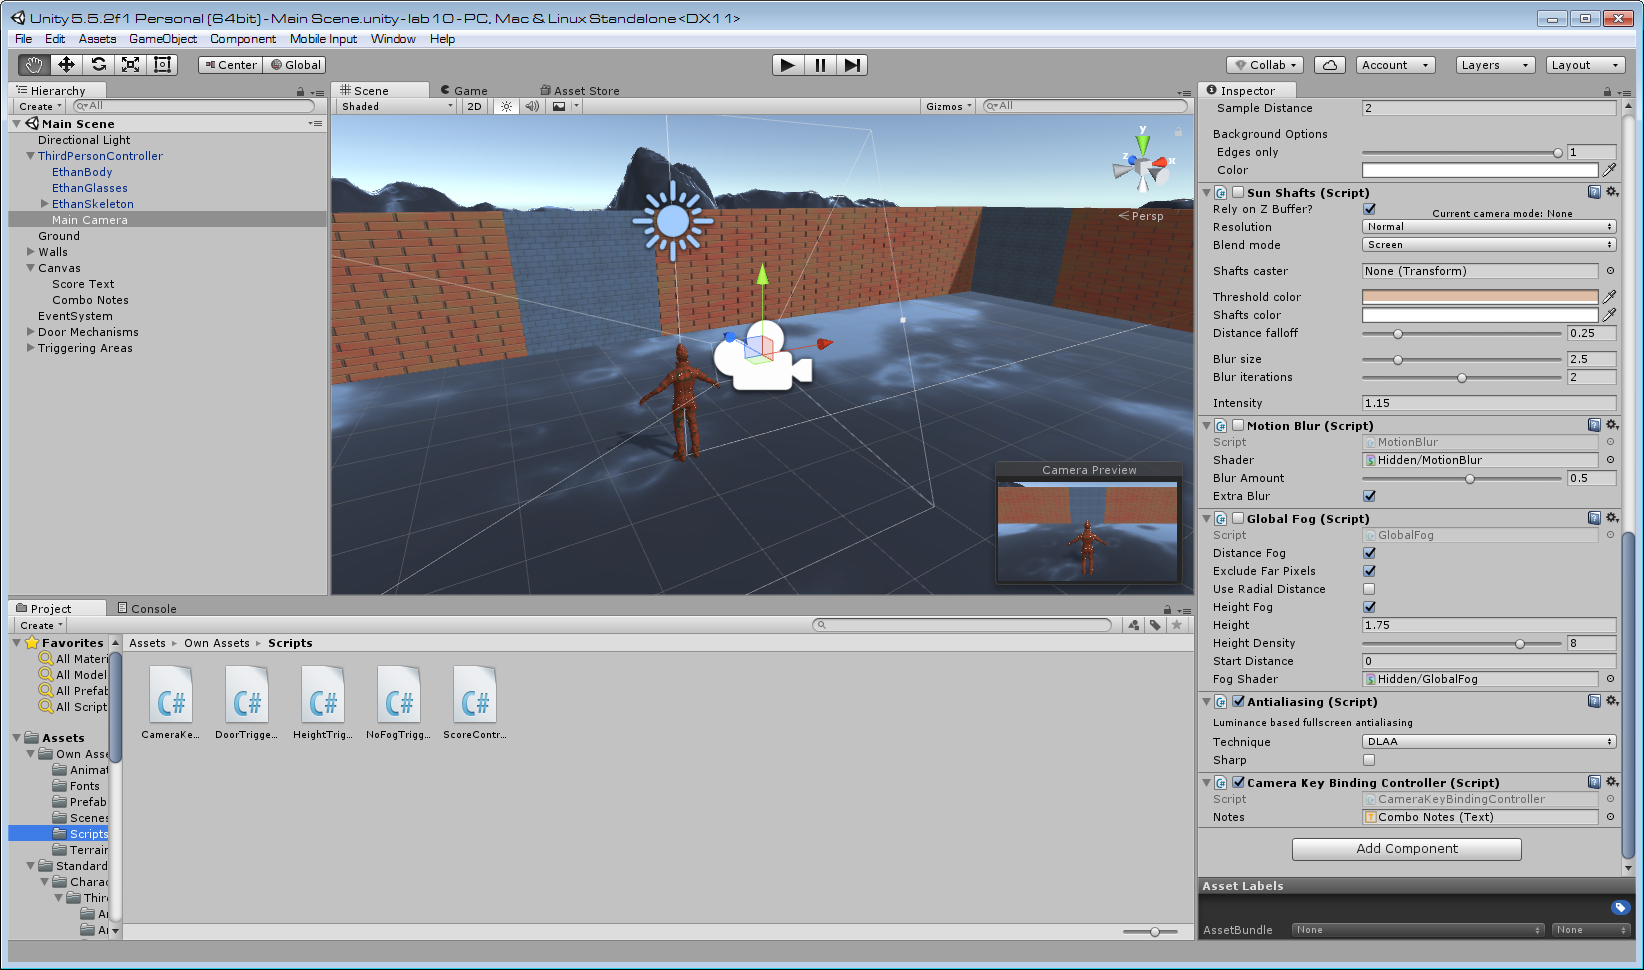 Unity 5.5.2f1 Personal (64bit) - Main Scene.unity - lab10 - PC, Mac & Linux Standalone <DX11>
File Edit Assets GameObject Component Mobile Input Window Help
Center Global Collab Account Layers Layout
Hierarchy
Create All
Main Scene
Directional Light
ThirdPersonController
EthanBody
EthanGlasses
EthanSkeleton
Main Camera
Ground
Walls
Canvas
Score Text
Combo Notes
EventSystem
Door Mechanisms
Triggering Areas
Scene Game Asset Store
Shaded 2D Gizmos All
y
z x
Persp
Camera Preview
Project Console
Create
Favorites
All Materi
All Model
All Prefab
All Script
Assets
Own Asse
Animat
Fonts
Prefab
Scenes
Scripts
Terrain
Standard
Charac
Thir
Ar
Ar
Assets Own Assets Scripts
C# C# C# C# C#
CameraKe... DoorTrigge... HeightTrig... NoFogTrigg... ScoreContr...
Inspector
Sample Distance 2
Background Options
Edges only 1
Color
Sun Shafts (Script)
Rely on Z Buffer? Current camera mode: None
Resolution Normal
Blend mode Screen
Shafts caster None (Transform)
Threshold color
Shafts color
Distance falloff 0.25
Blur size 2.5
Blur iterations 2
Intensity 1.15
Motion Blur (Script)
Script MotionBlur
Shader Hidden/MotionBlur
Blur Amount 0.5
Extra Blur
Global Fog (Script)
Script GlobalFog
Distance Fog
Exclude Far Pixels
Use Radial Distance
Height Fog
Height 1.75
Height Density 8
Start Distance 0
Fog Shader Hidden/GlobalFog
Antialiasing (Script)
Luminance based fullscreen antialiasing
Technique DLAA
Sharp
Camera Key Binding Controller (Script)
Script CameraKeyBindingController
Notes Combo Notes (Text)
Add Component
Asset Labels
AssetBundle None None